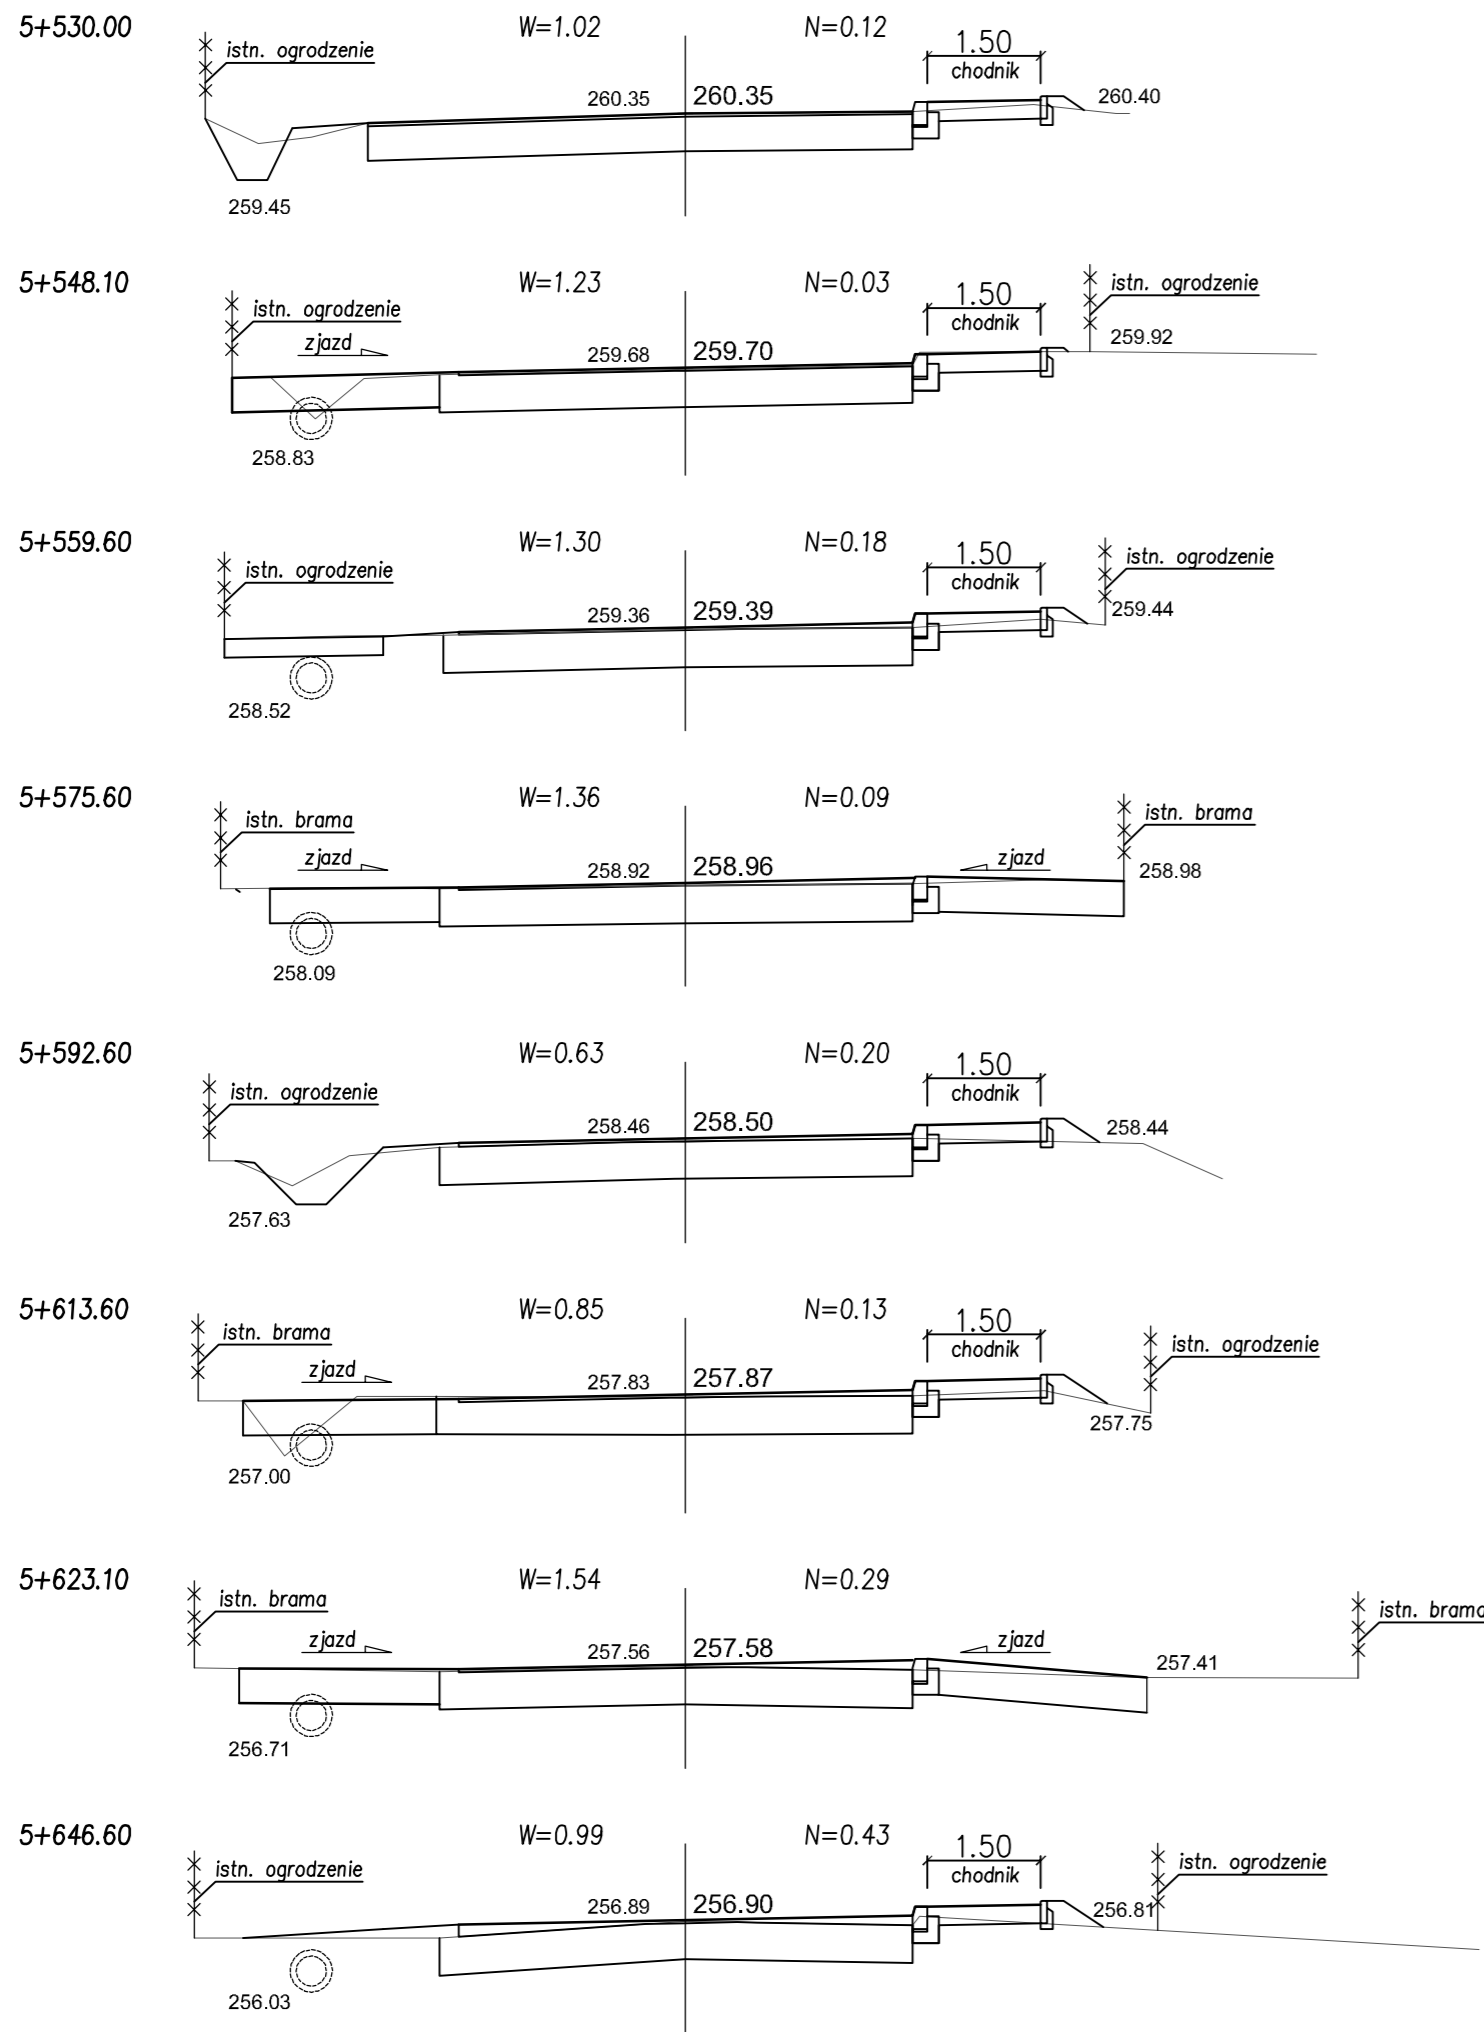 5+530.00 W=1.02 N=0.12
istn. ogrodzenie
1.50
chodnik
260.35 260.35 260.40
259.45
5+548.10 W=1.23 N=0.03
istn. ogrodzenie
1.50
chodnik
istn. ogrodzenie
zjazd
259.68 259.70 259.92
258.83
5+559.60 W=1.30 N=0.18
istn. ogrodzenie
1.50
chodnik
istn. ogrodzenie
259.36 259.39 259.44
258.52
5+575.60 W=1.36 N=0.09
istn. brama
istn. brama
zjazd
258.92 258.96
zjazd
258.98
258.09
5+592.60 W=0.63 N=0.20
istn. ogrodzenie
1.50
chodnik
258.46 258.50 258.44
257.63
5+613.60 W=0.85 N=0.13
istn. brama
1.50
chodnik
istn. ogrodzenie
zjazd
257.83 257.87
257.75
257.00
5+623.10 W=1.54 N=0.29
istn. brama
istn. brama
zjazd
257.56 257.58
zjazd
257.41
256.71
5+646.60 W=0.99 N=0.43
istn. ogrodzenie
1.50
chodnik
istn. ogrodzenie
256.89 256.90 256.81
256.03